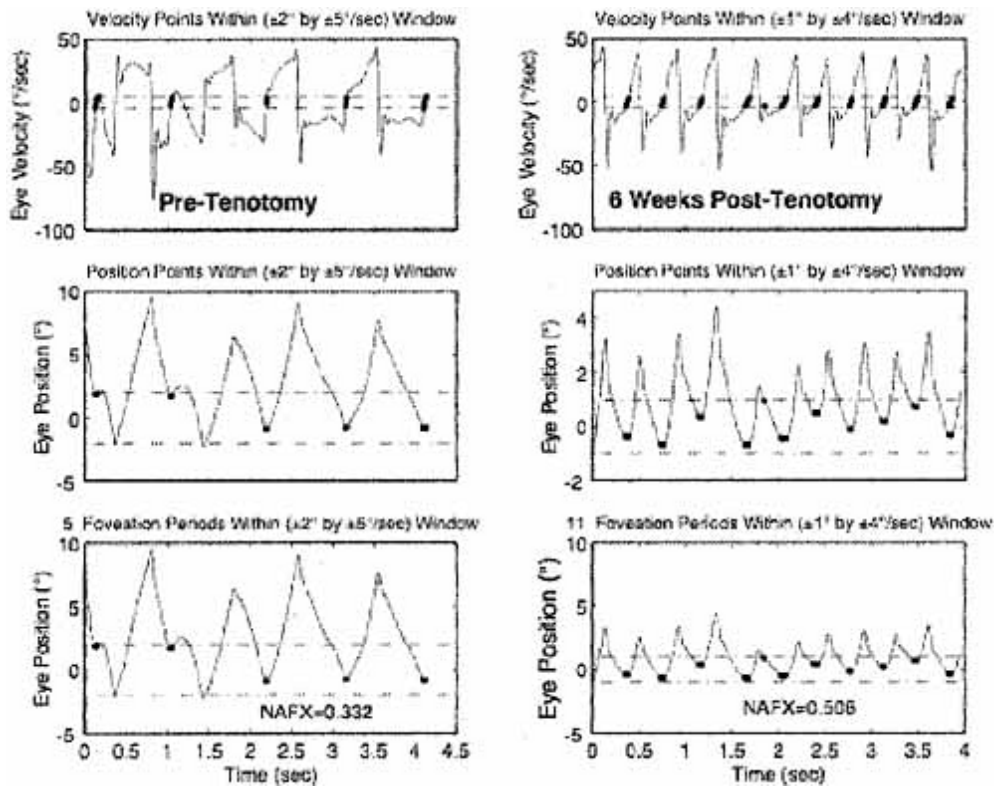 Velocity Points Within (±2° by ±5°/sec) Window
Eye Velocity (°/sec)
50
0
-50
-100
Pre-Tenotomy
Velocity Points Within (±1° by ±4°/sec) Window
Eye Velocity (°/sec)
50
0
-50
-100
6 Weeks Post-Tenotomy
Position Points Within (±2° by ±5°/sec) Window
Eye Position (°)
10
5
0
-5
Position Points Within (±1° by ±4°/sec) Window
Eye Position (°)
4
2
0
-2
5 Foveation Periods Within (±2° by ±5°/sec) Window
Eye Position (°)
10
5
0
-5
NAFX=0.332
0 0.5 1 1.5 2 2.5 3 3.5 4 4.5
Time (sec)
11 Foveation Periods Within (±1° by ±4°/sec) Window
Eye Position (°)
10
5
0
-5
NAFX=0.506
0 0.5 1 1.5 2 2.5 3 3.5 4
Time (sec)